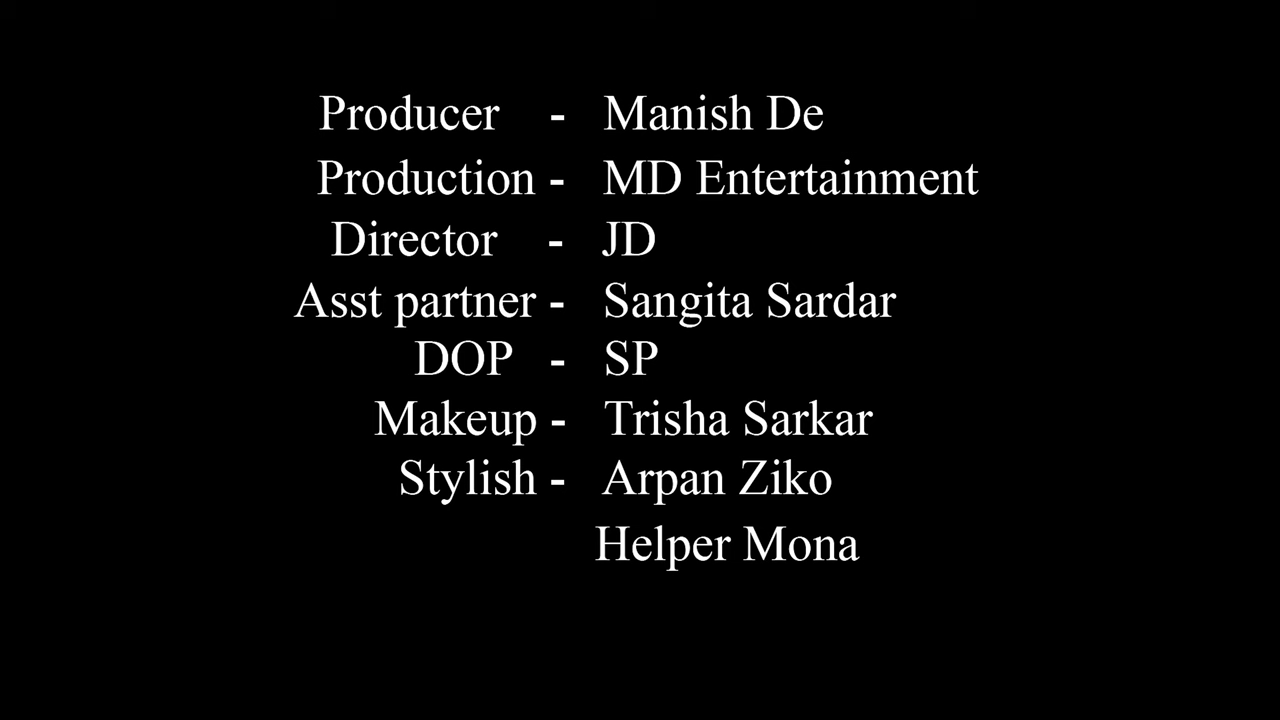 Producer - Manish De
Production - MD Entertainment
Director - JD
Asst partner - Sangita Sardar
DOP - SP
Makeup - Trisha Sarkar
Stylish - Arpan Ziko
Helper Mona